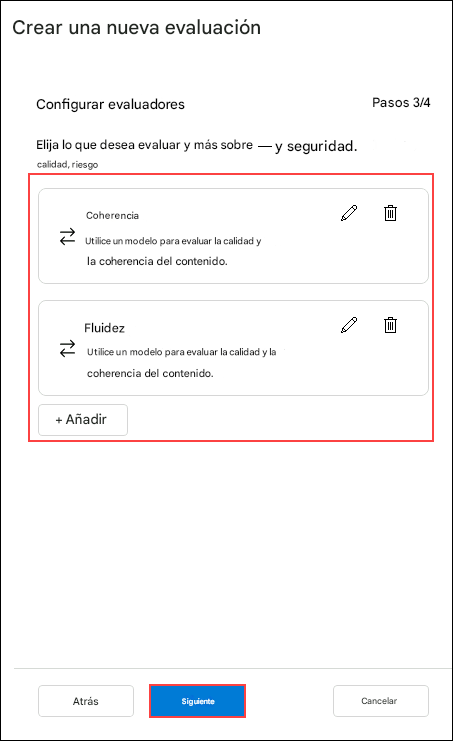 Crear una nueva evaluación
Configurar evaluadores
Pasos 3/4
Elija lo que desea evaluar y más sobre — y seguridad.
calidad, riesgo
Coherencia
Utilice un modelo para evaluar la calidad y
la coherencia del contenido.
Fluidez
Utilice un modelo para evaluar la calidad y la
coherencia del contenido.
+ Añadir
Atrás
Siguiente
Cancelar